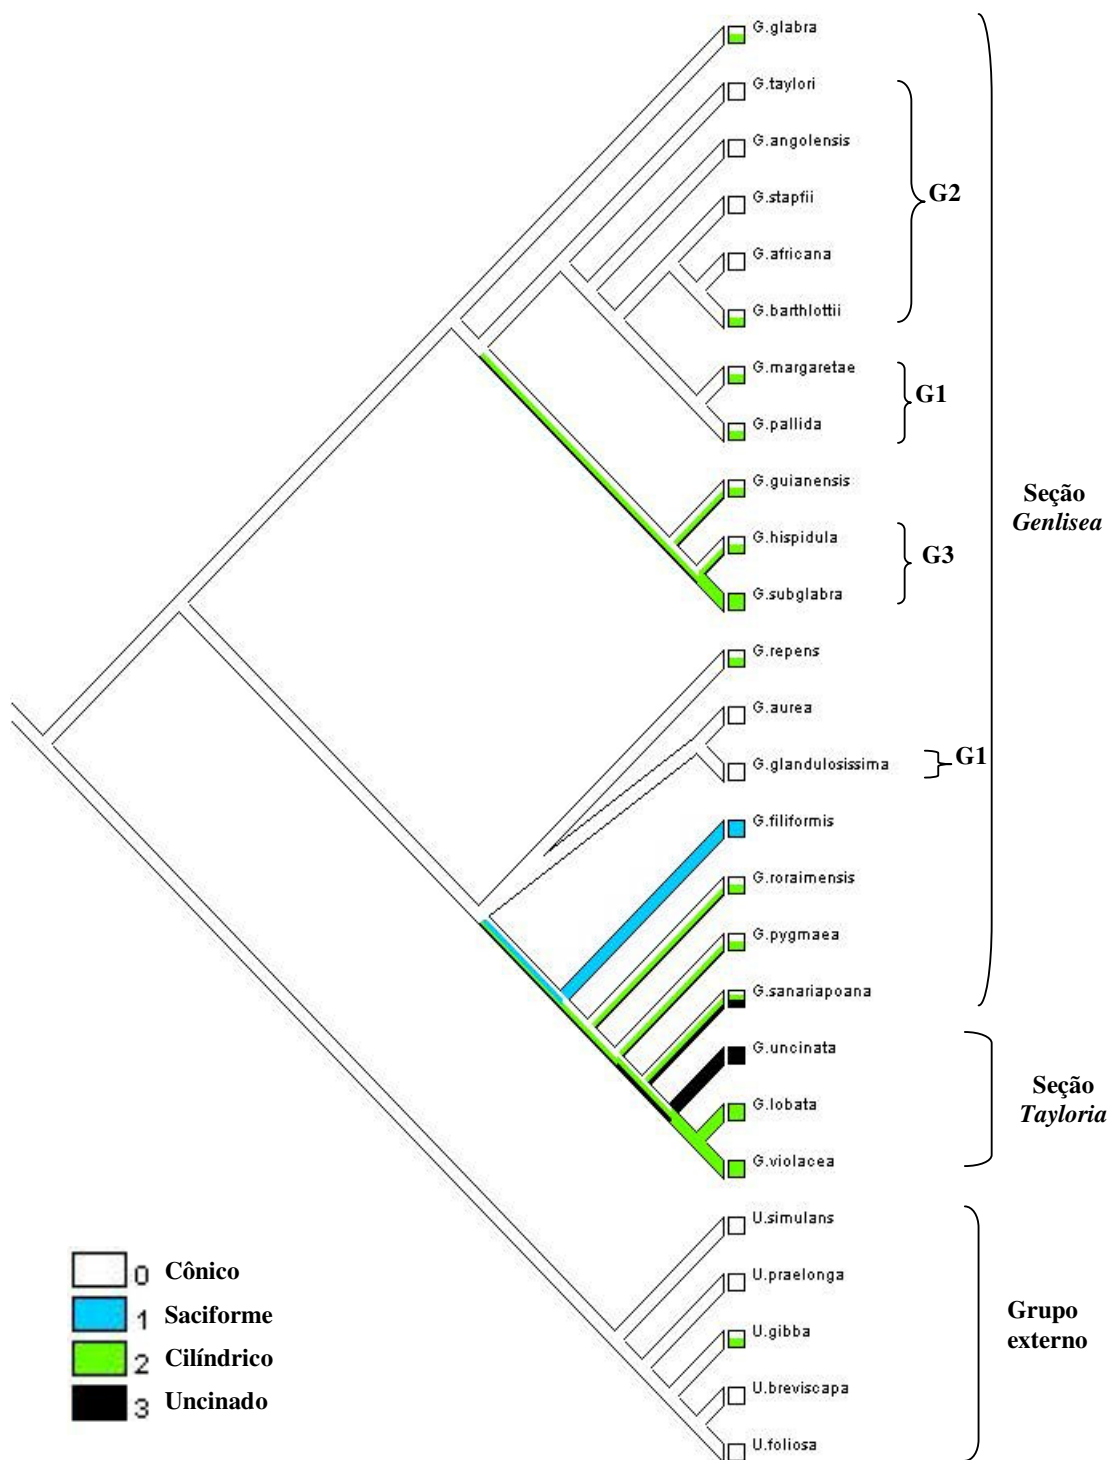 G.glabra
G.taylori
G.angolensis
G.stapfii
G.africana
G.barthlottii
G2
G.margaretae
G.pallida
G1
G.guianensis
G.hispidula
G.subglabra
G3
Seção
Genlisea
G.repens
G.aurea
G.glandulosissima
G1
G.filiformis
G.roraimensis
G.pygmaea
G.sanariapoana
G.uncinata
G.lobata
G.violacea
Seção
Tayloria
U.simulans
U.praelonga
U.gibba
U.breviscapa
U.foliosa
Grupo
externo
0 Cônico
1 Saciforme
2 Cilíndrico
3 Uncinado